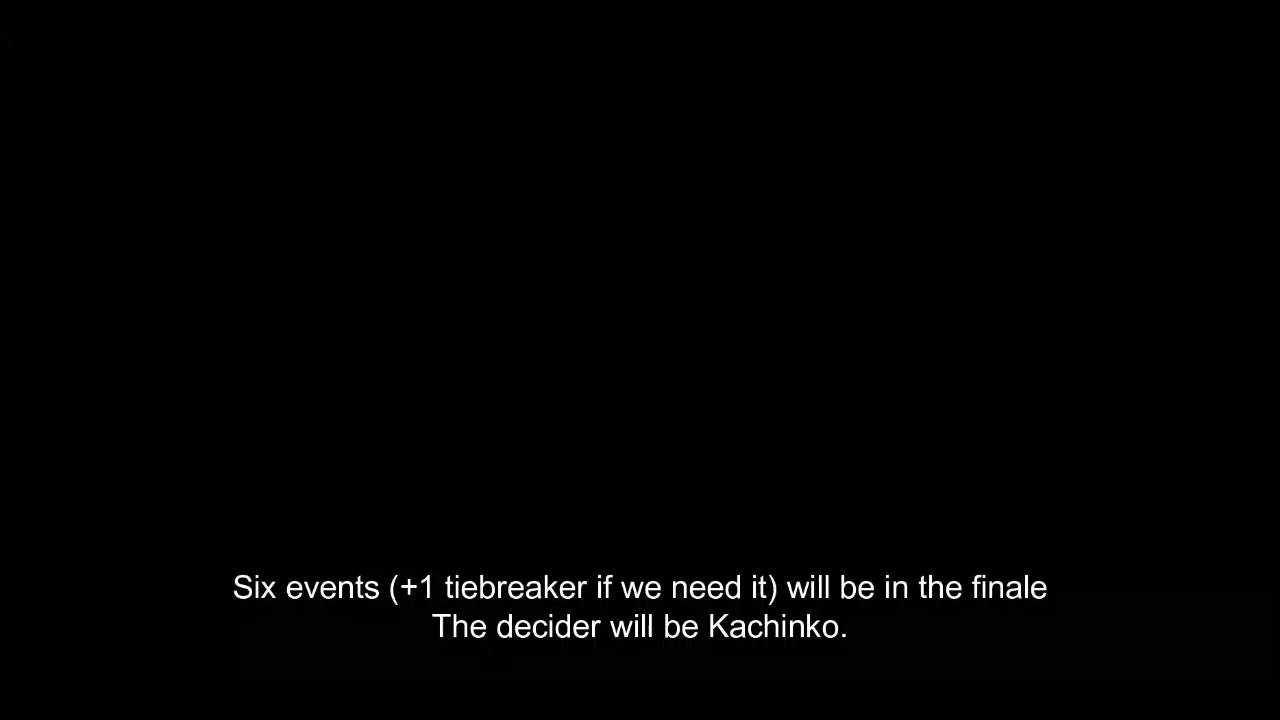 Six events (+1 tiebreaker if we need it) will be in the finale
The decider will be Kachinko.